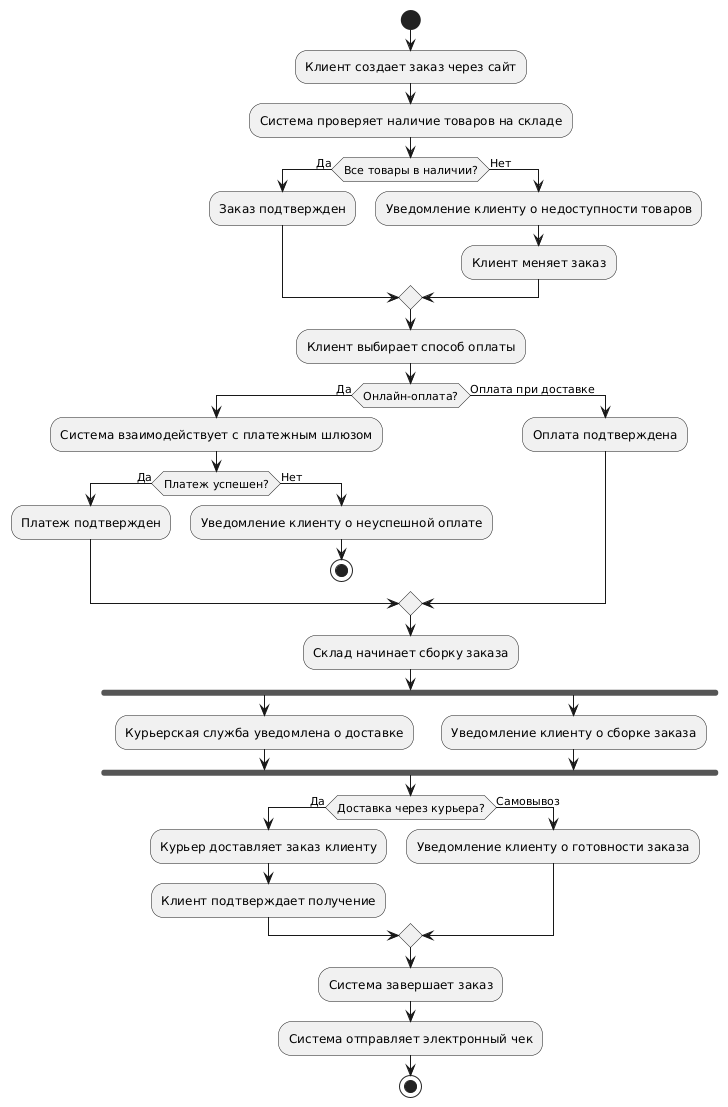 Клиент создает заказ через сайт
Система проверяет наличие товаров на складе
Да
Все товары в наличии?
Нет
Заказ подтвержден
Уведомление клиенту о недоступности товаров
Клиент меняет заказ
Клиент выбирает способ оплаты
Да
Онлайн-оплата?
Оплата при доставке
Система взаимодействует с платежным шлюзом
Оплата подтверждена
Да
Платеж успешен?
Нет
Платеж подтвержден
Уведомление клиенту о неуспешной оплате
Склад начинает сборку заказа
Курьерская служба уведомлена о доставке
Уведомление клиенту о сборке заказа
Да
Доставка через курьера?
Самовывоз
Курьер доставляет заказ клиенту
Уведомление клиенту о готовности заказа
Клиент подтверждает получение
Система завершает заказ
Система отправляет электронный чек